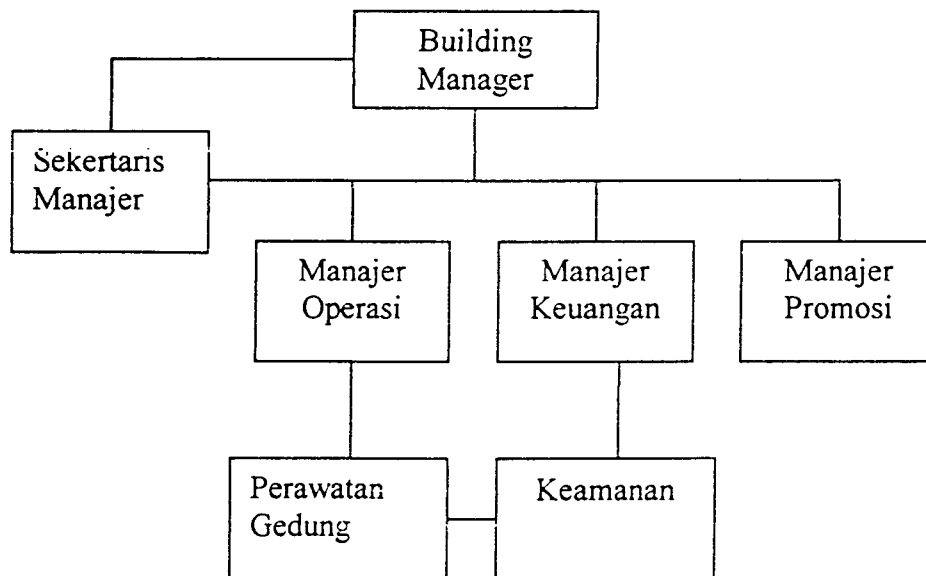 Building
Manager
Sekertaris
Manajer
Manajer
Operasi
Manajer
Keuangan
Manajer
Promosi
Perawatan
Gedung
Keamanan